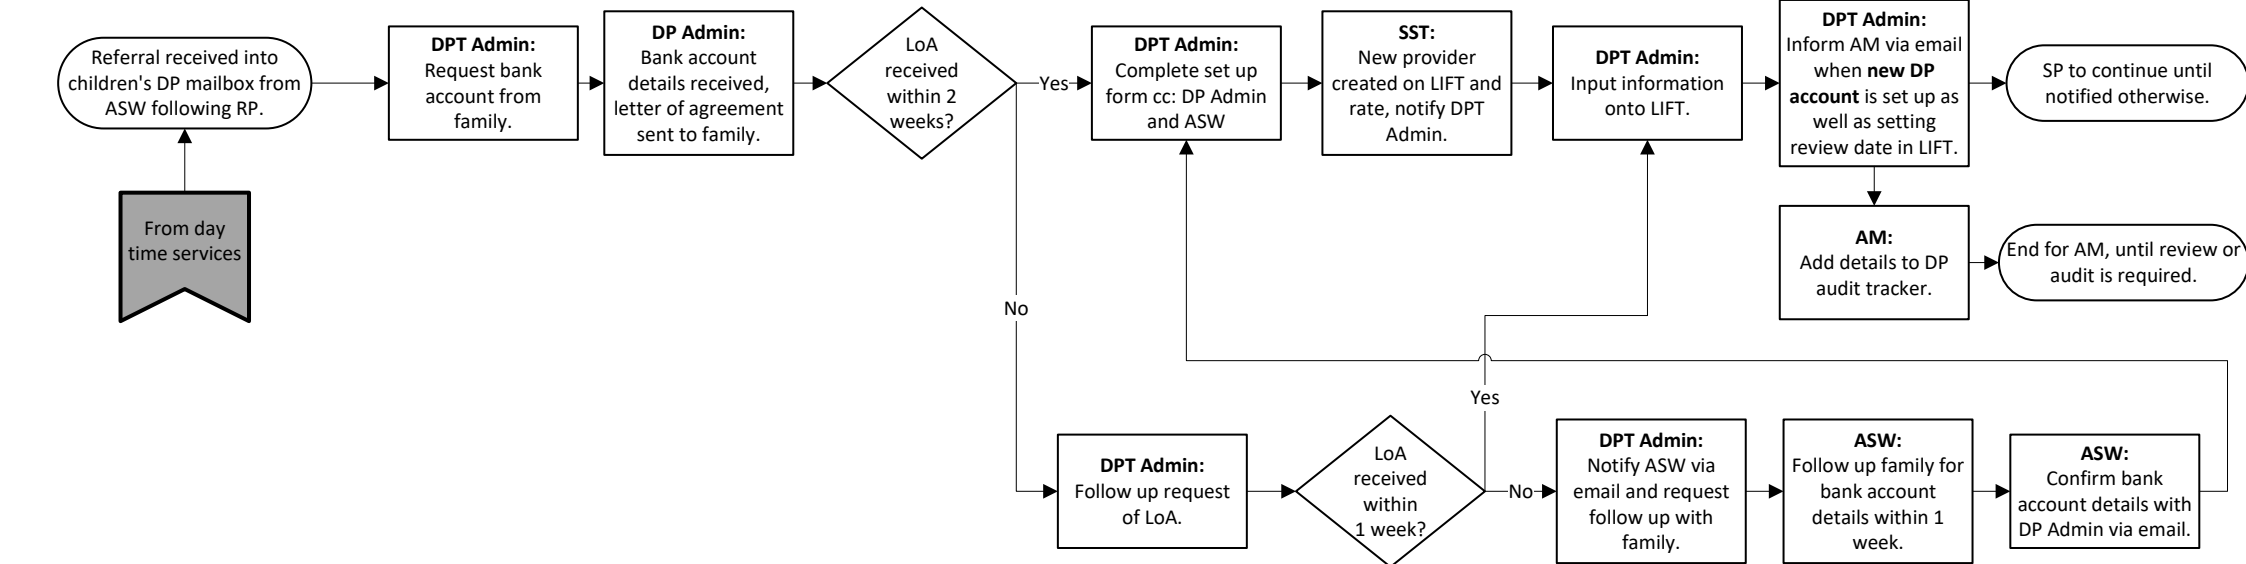 Referral received into
children's DP mailbox from
ASW following RP.
From day
time services
DPT Admin:
Request bank
account from
family.
DP Admin:
Bank account
details received,
letter of agreement
sent to family.
LoA
received
within 2
weeks?
Yes
No
DPT Admin:
Complete set up
form cc: DP Admin
and ASW
SST:
New provider
created on LIFT and
rate, notify DPT
Admin.
DPT Admin:
Input information
onto LIFT.
DPT Admin:
Inform AM via email
when new DP
account is set up as
well as setting
review date in LIFT.
SP to continue until
notified otherwise.
AM:
Add details to DP
audit tracker.
End for AM, until review or
audit is required.
DPT Admin:
Follow up request
of LoA.
LoA
received
within
1 week?
Yes
No
DPT Admin:
Notify ASW via
email and request
follow up with
family.
ASW:
Follow up family for
bank account
details within 1
week.
ASW:
Confirm bank
account details with
DP Admin via email.